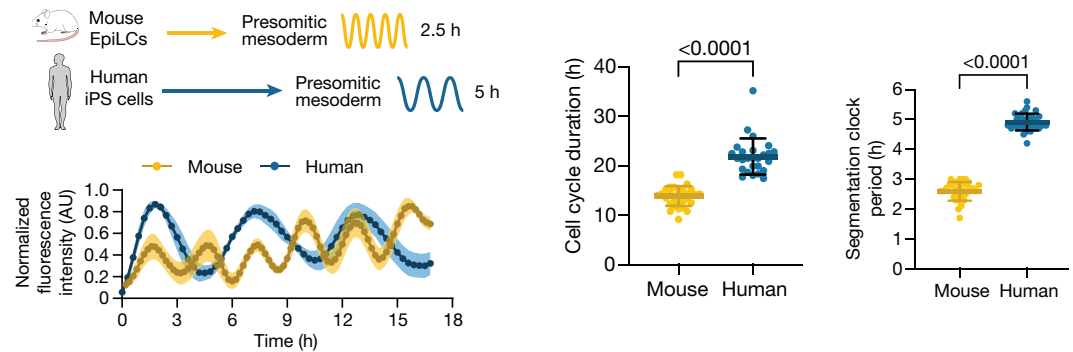 Mouse
EpiLCs
Presomitic
mesoderm
2.5 h
Human
iPS cells
Presomitic
mesoderm
5 h
Mouse Human
Normalized
fluorescence
intensity (AU)
1.0
0.8
0.6
0.4
0.2
0
0 3 6 9 12 15 18
Time (h)
<0.0001
Cell cycle duration (h)
40
30
20
10
0
Mouse Human
<0.0001
Segmentation clock
period (h)
6
5
4
3
2
1
0
Mouse Human